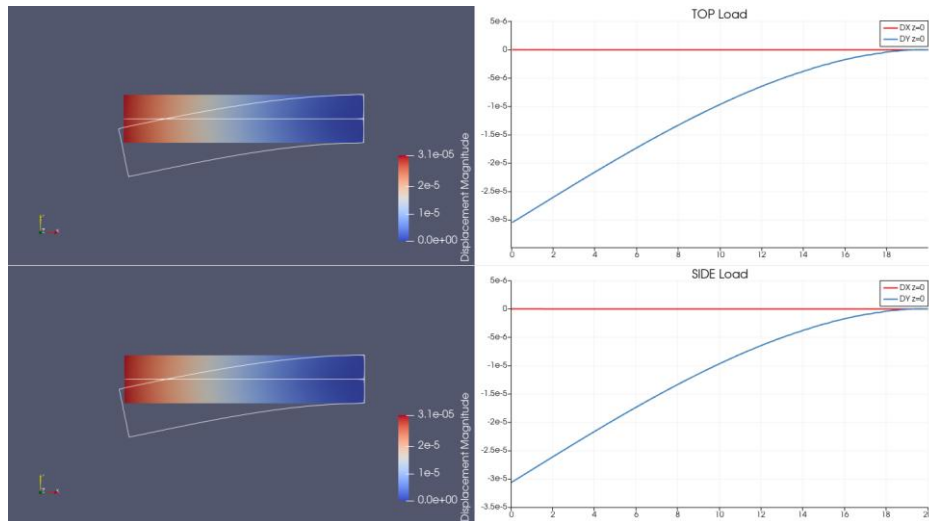 TOP Load
5e-6
0
-5e-6
-1e-5
-1.5e-5
-2e-5
-2.5e-5
-3e-5
0 2 4 6 8 10 12 14 16 18
DX z=0
DY z=0
3.1e-05
2e-5
1e-5
0.0e+00
Displacement Magnitude
SIDE Load
5e-6
0
-5e-6
-1e-5
-1.5e-5
-2e-5
-2.5e-5
-3e-5
-3.5e-5
0 2 4 6 8 10 12 14 16 18 20
DX z=0
DY z=0
3.1e-05
2e-5
1e-5
0.0e+00
Displacement Magnitude